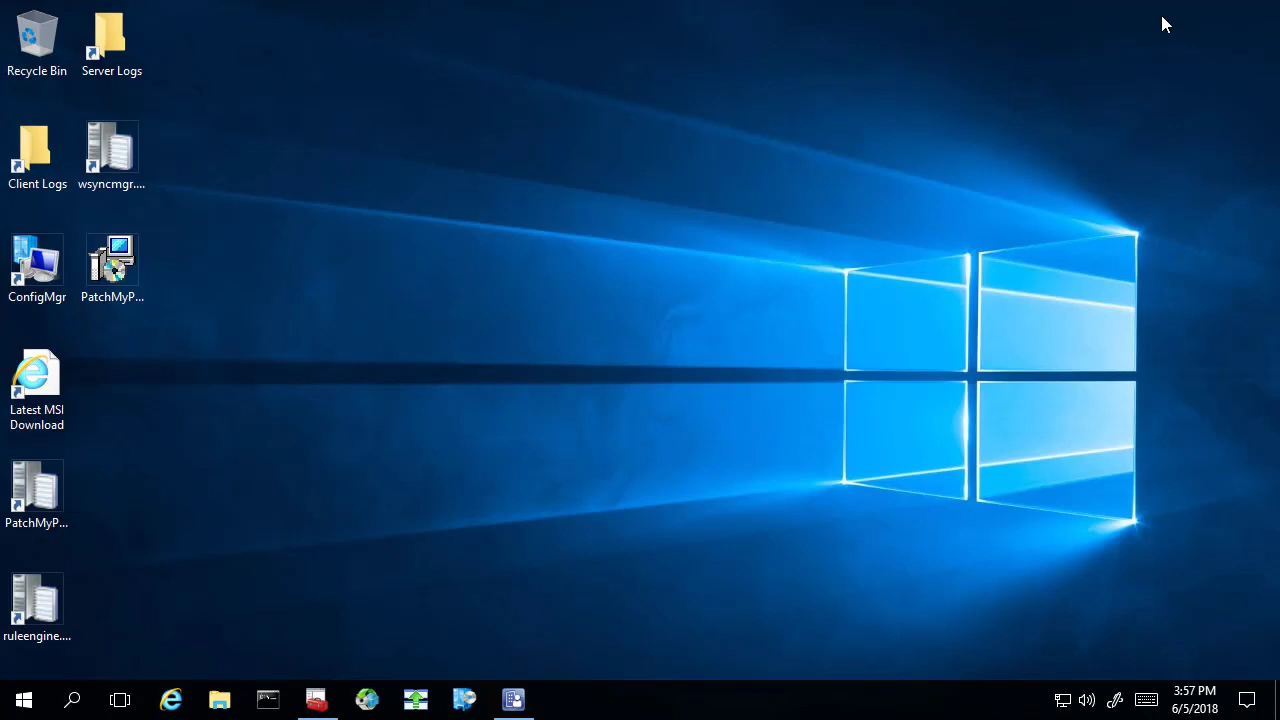 Recycle Bin
Server Logs
Client Logs
wsyncmgr....
ConfigMgr
PatchMyP...
Latest MSI
Download
PatchMyP...
ruleengine....
3:57 PM
6/5/2018